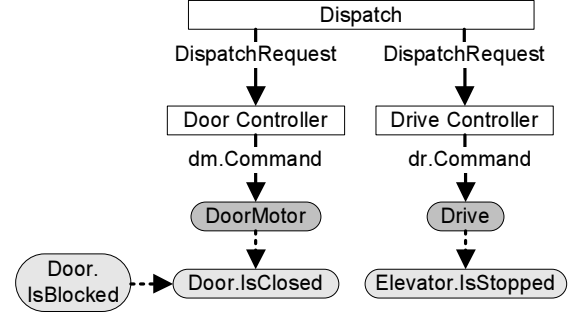 Dispatch
DispatchRequest DispatchRequest
Door Controller Drive Controller
dm.Command dr.Command
DoorMotor Drive
Door.
IsBlocked
Door.IsClosed Elevator.IsStopped